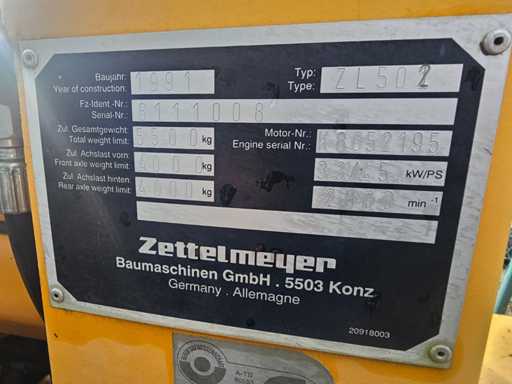 Baujahr: 1991 Typ: ZL502
Year of construction: Type:
Fz-Ident.-Nr.: 8111008
Serial-Nr.:
Zul. Gesamtgewicht: kg Motor-Nr.:
Total weight limit: Engine serial Nr.:
Zul. Achslast vorn: kg kW/PS
Front axle weight limit:
Zul. Achslast hinten: kg min -1
Rear axle weight limit:
Zettelmeyer
Baumaschinen GmbH . 5503 Konz
Germany . Allemagne
20918003